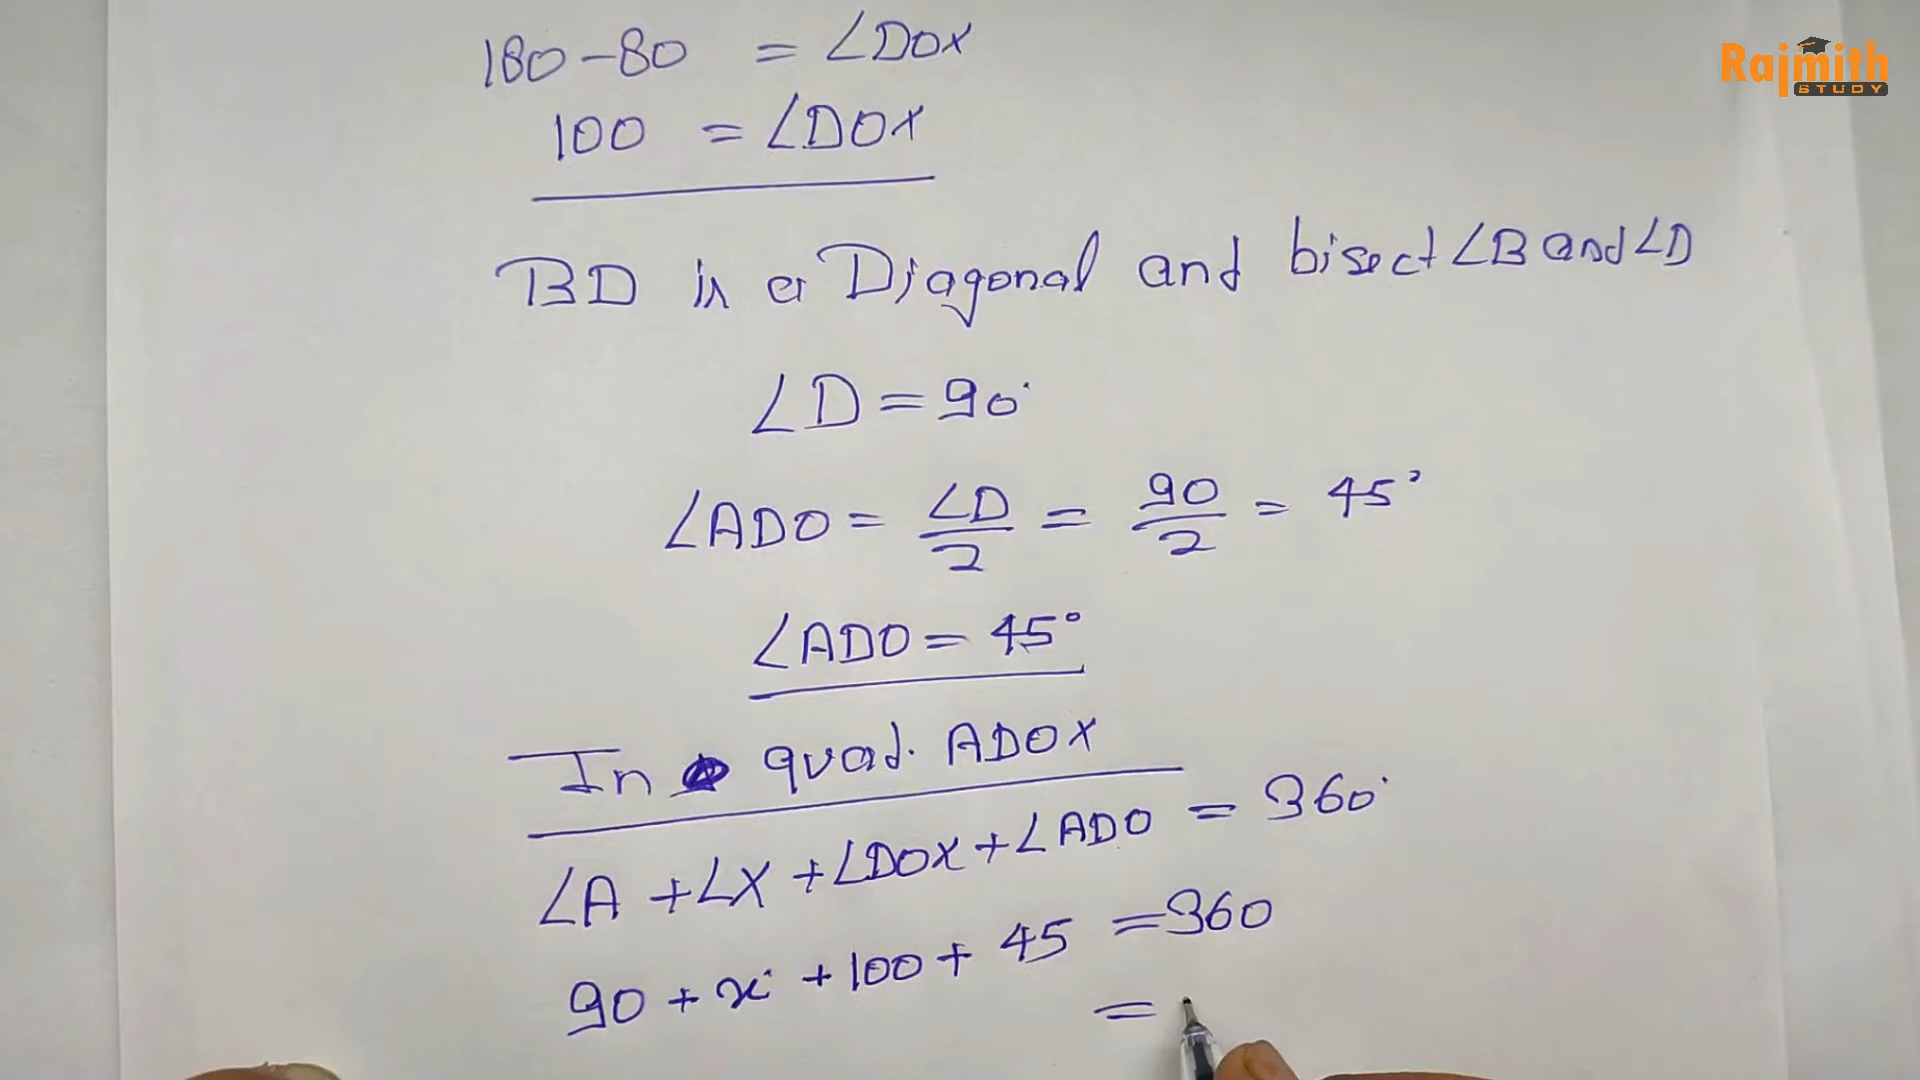 180-80 = ∠DOX
100 = ∠DOX
BD is a Diagonal and bisect ∠B and ∠D
∠D = 90°
∠ADO = ∠D/2 = 90/2 = 45°
∠ADO = 45°
In quad. ADOX
∠A + ∠X + ∠DOX + ∠ADO = 360°
90 + x + 100 + 45 = 360
=
Rajmith
STUDY